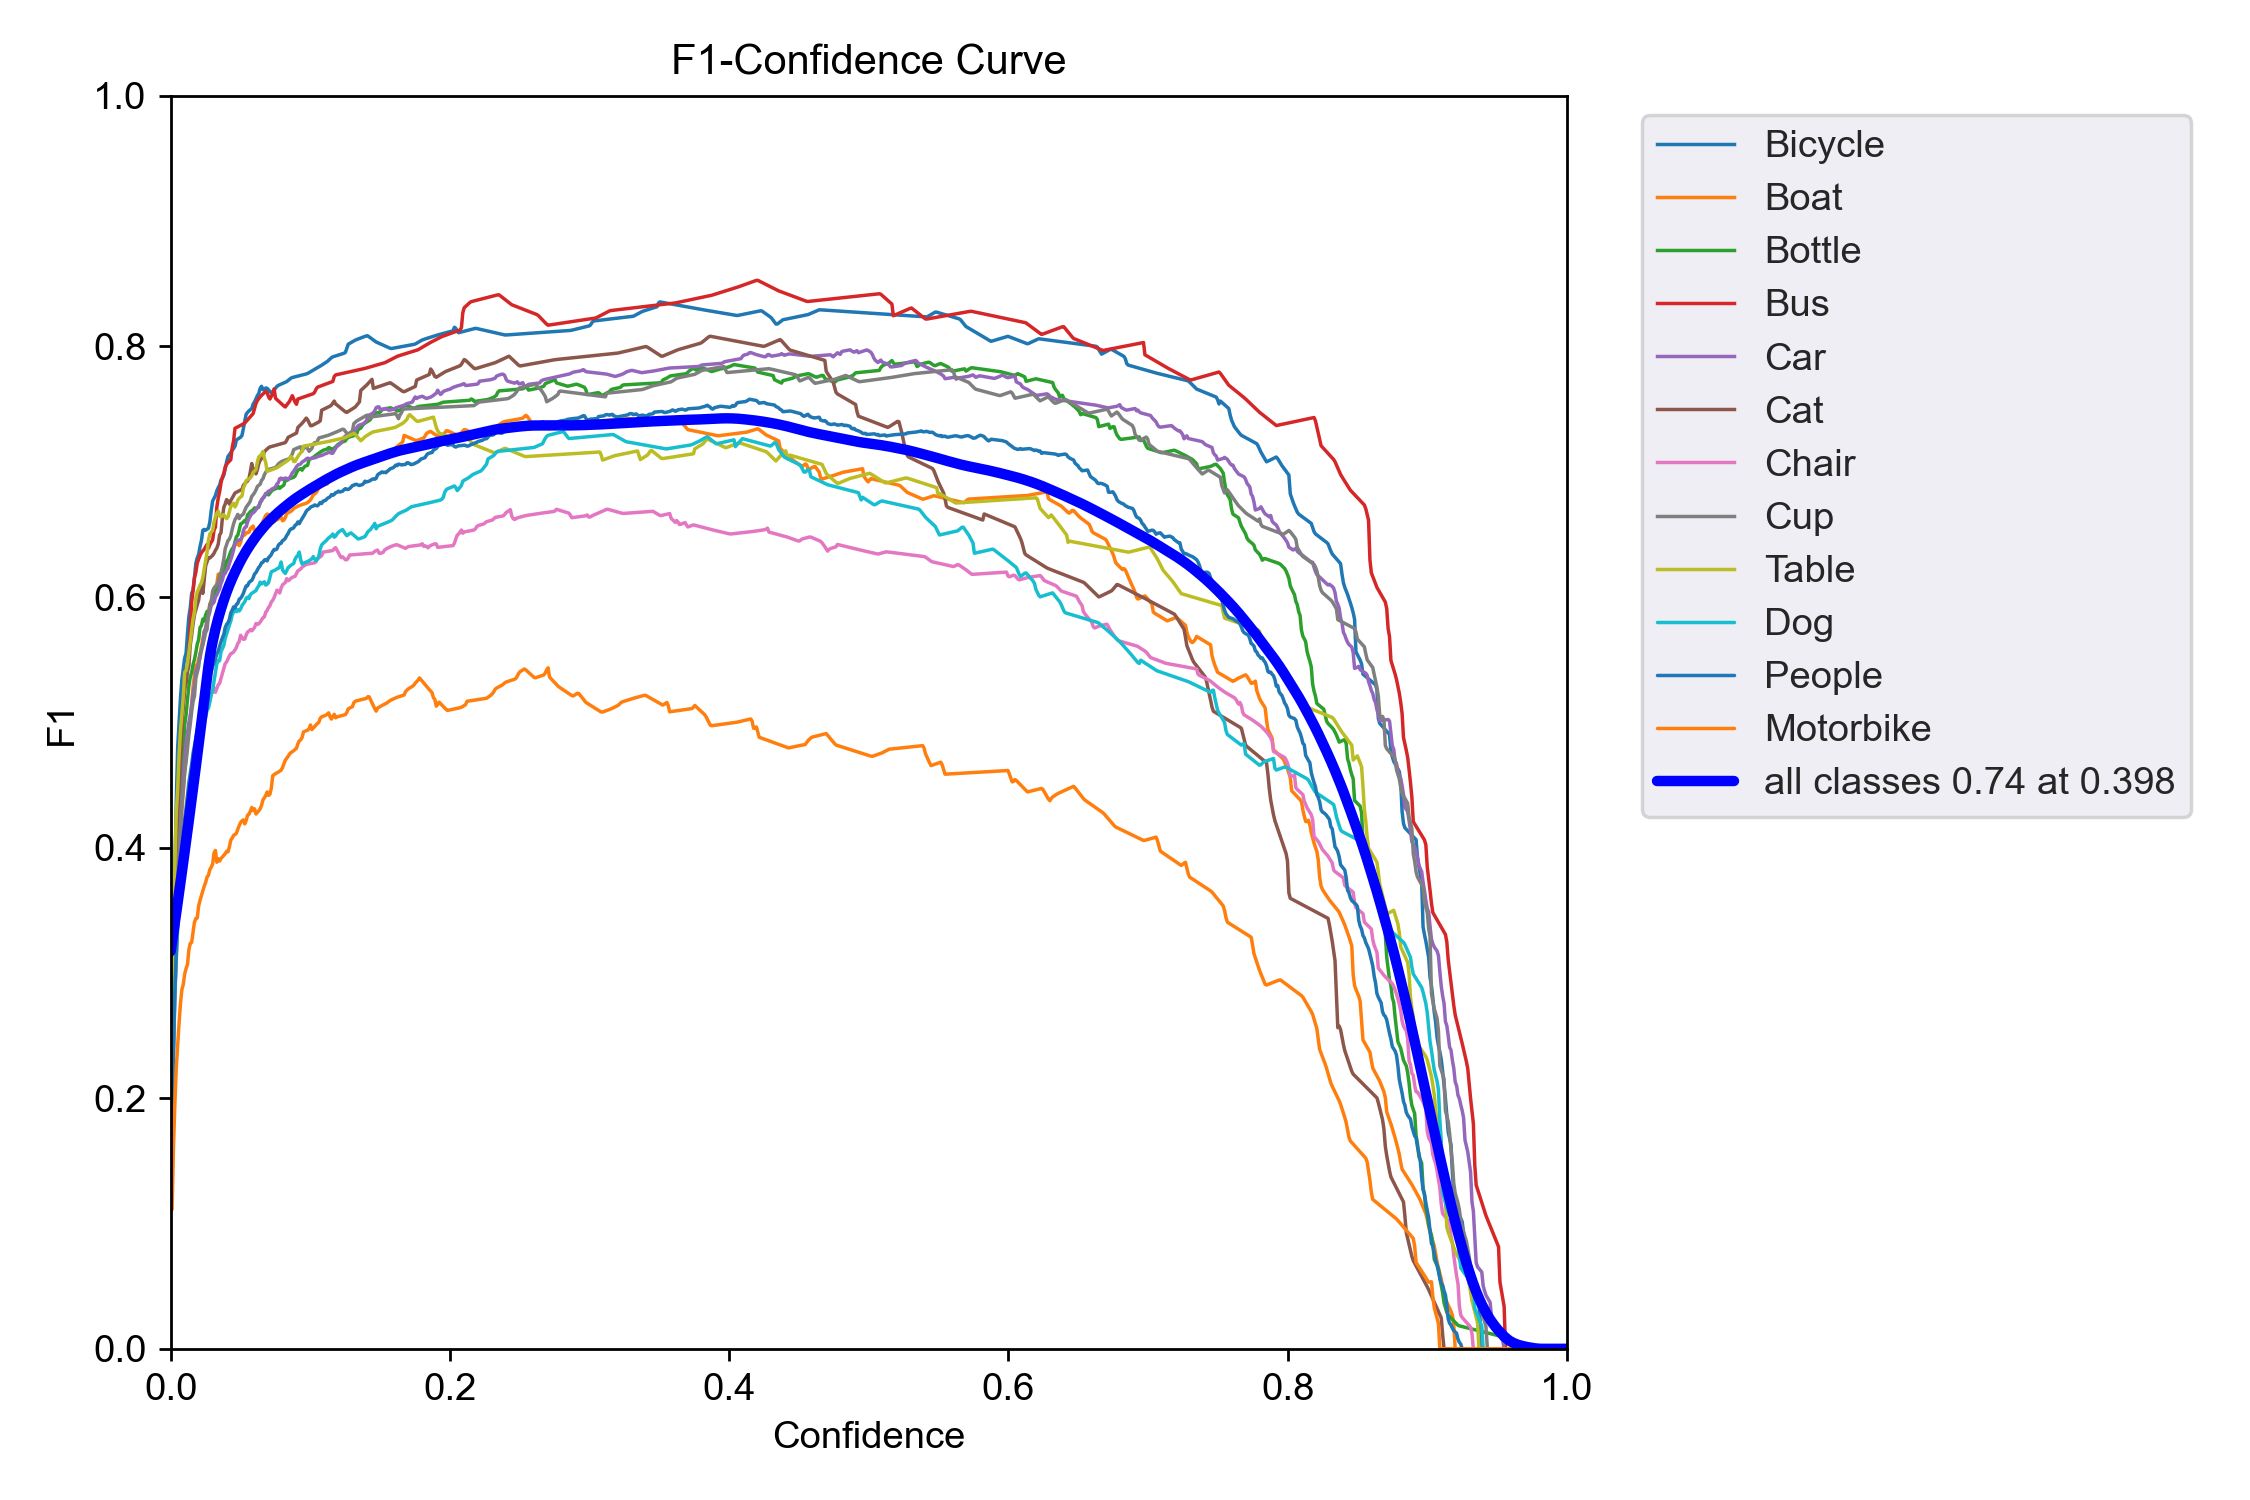 F1-Confidence Curve
1.0
0.8
0.6
0.4
0.2
0.0
F1
0.0 0.2 0.4 0.6 0.8 1.0
Confidence
Bicycle
Boat
Bottle
Bus
Car
Cat
Chair
Cup
Table
Dog
People
Motorbike
all classes 0.74 at 0.398